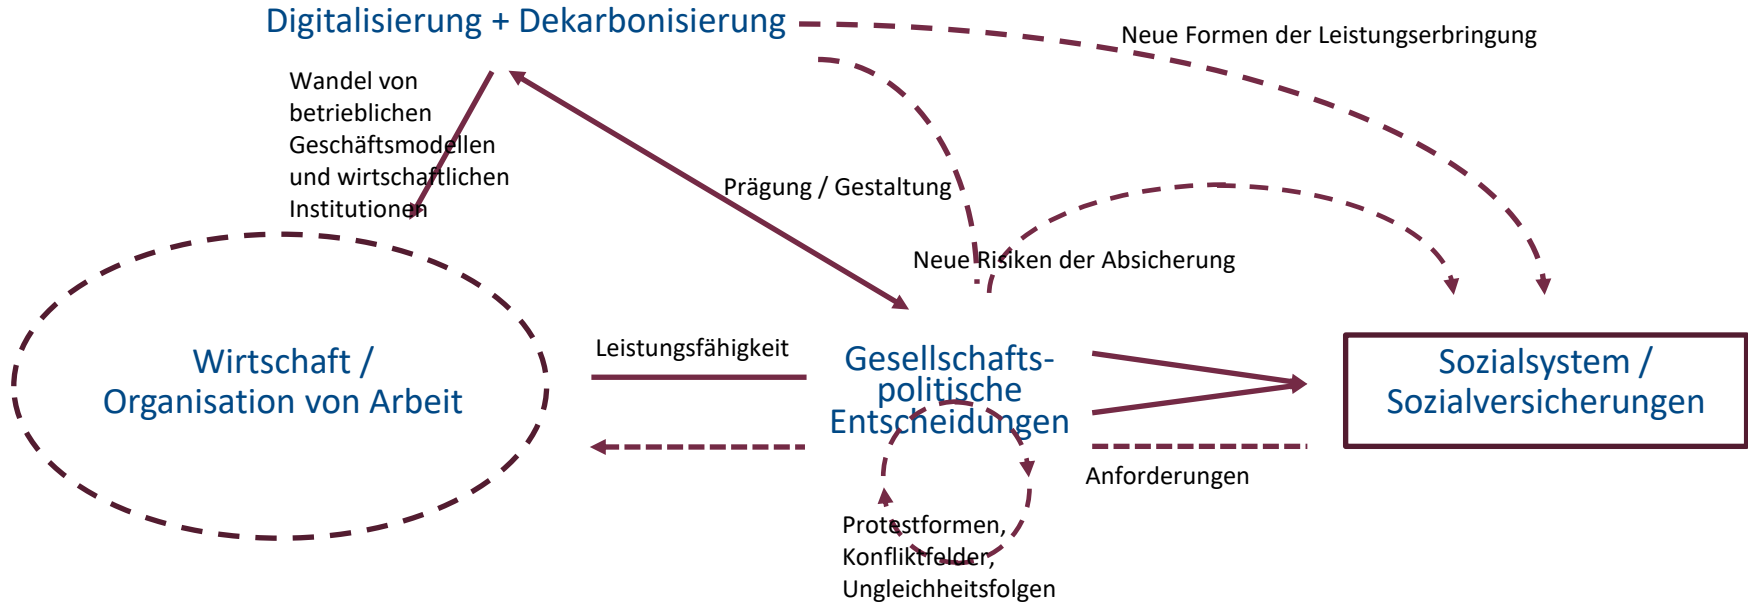 Digitalisierung + Dekarbonisierung
Neue Formen der Leistungserbringung
Wandel von
betrieblichen
Geschäftsmodellen
und wirtschaftlichen
Institutionen
Prägung / Gestaltung
Neue Risiken der Absicherung
Wirtschaft /
Organisation von Arbeit
Leistungsfähigkeit
Gesellschafts-
politische
Entscheidungen
Sozialsystem /
Sozialversicherungen
Anforderungen
Protestformen,
Konfliktfelder,
Ungleichheitsfolgen